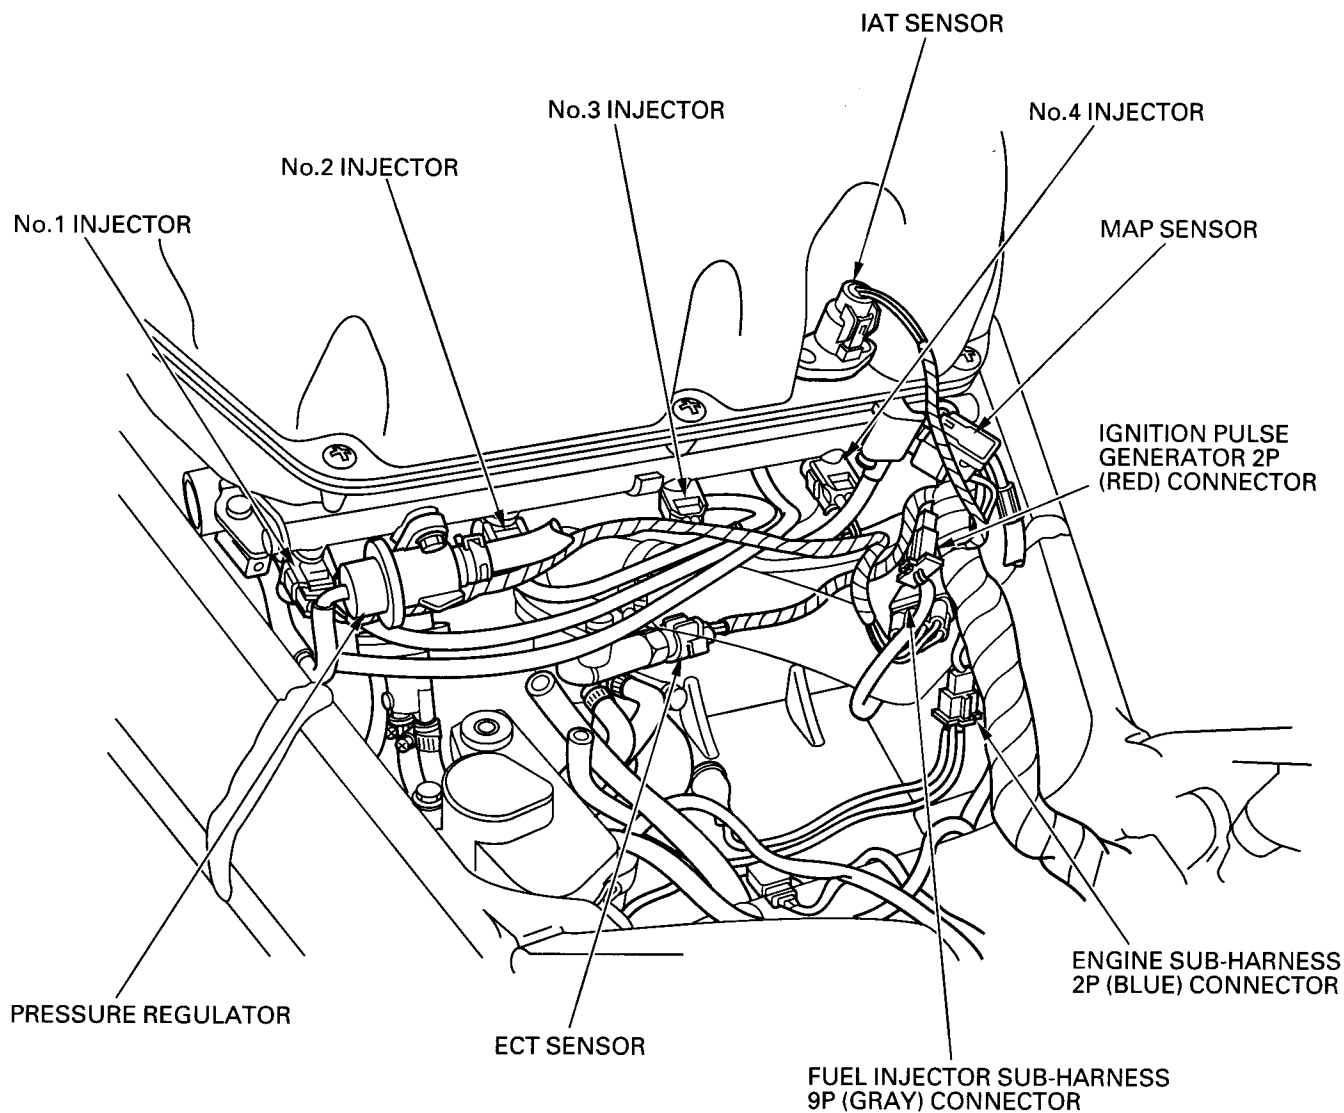 IAT SENSOR
No.3 INJECTOR
No.4 INJECTOR
No.2 INJECTOR
No.1 INJECTOR
MAP SENSOR
IGNITION PULSE
GENERATOR 2P
(RED) CONNECTOR
ENGINE SUB-HARNESS
2P (BLUE) CONNECTOR
PRESSURE REGULATOR
ECT SENSOR
FUEL INJECTOR SUB-HARNESS
9P (GRAY) CONNECTOR